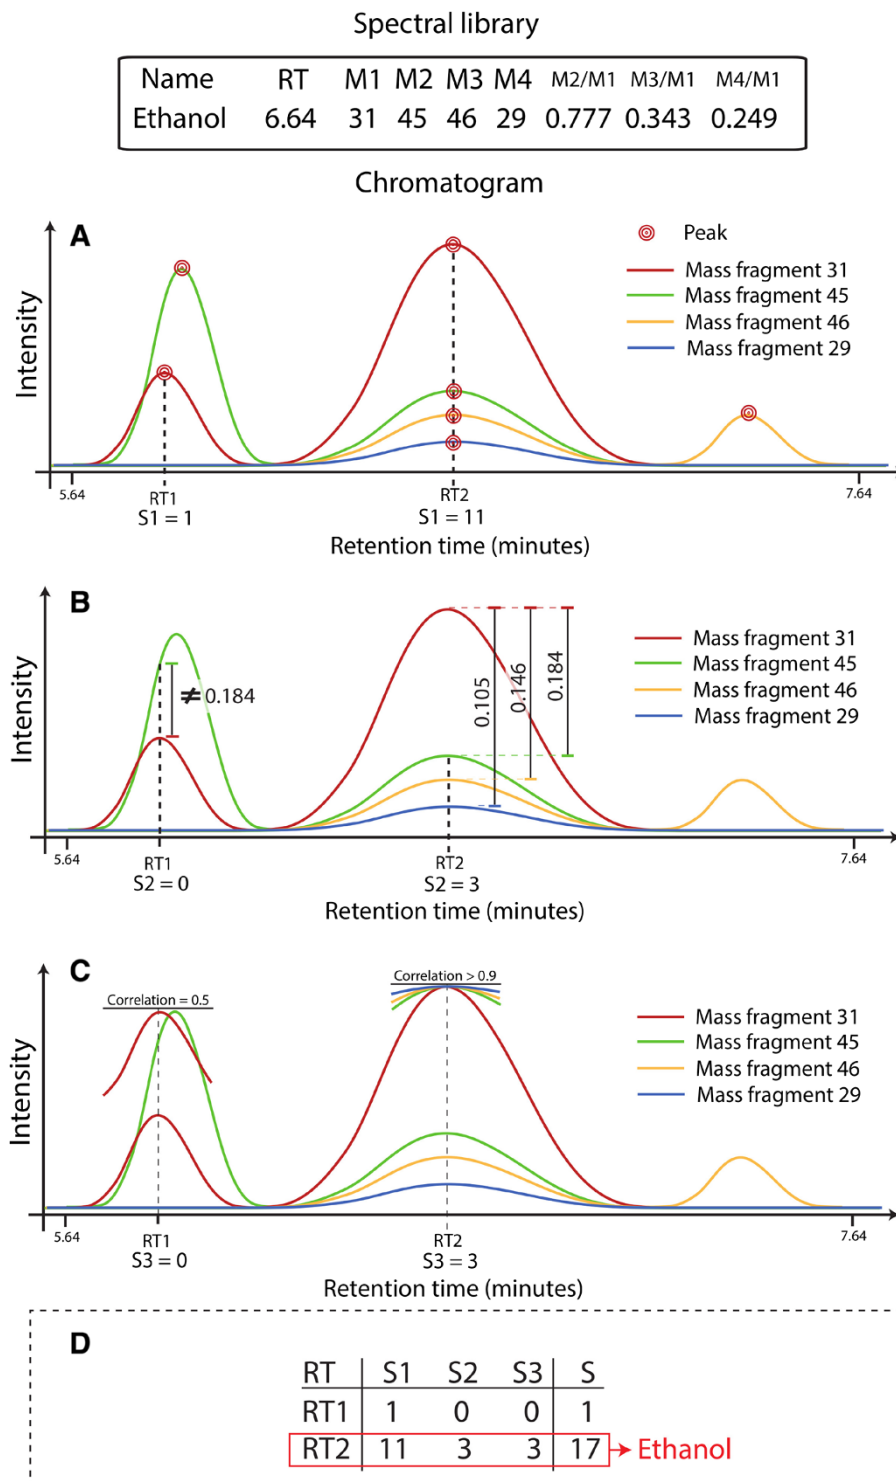 Spectral library
Name RT M1 M2 M3 M4 M2/M1 M3/M1 M4/M1
Ethanol 6.64 31 45 46 29 0.777 0.343 0.249
Chromatogram
A
Peak
Mass fragment 31
Mass fragment 45
Mass fragment 46
Mass fragment 29
Intensity
5.64 RT1 RT2 7.64
S1 = 1 S1 = 11
Retention time (minutes)
B
Mass fragment 31
Mass fragment 45
Mass fragment 46
Mass fragment 29
≠ 0.184
0.105
0.146
0.184
Intensity
5.64 RT1 RT2 7.64
S2 = 0 S2 = 3
Retention time (minutes)
C
Correlation = 0.5
Correlation > 0.9
Mass fragment 31
Mass fragment 45
Mass fragment 46
Mass fragment 29
Intensity
5.64 RT1 RT2 7.64
S3 = 0 S3 = 3
Retention time (minutes)
D
RT S1 S2 S3 S
RT1 1 0 0 1
RT2 11 3 3 17 Ethanol